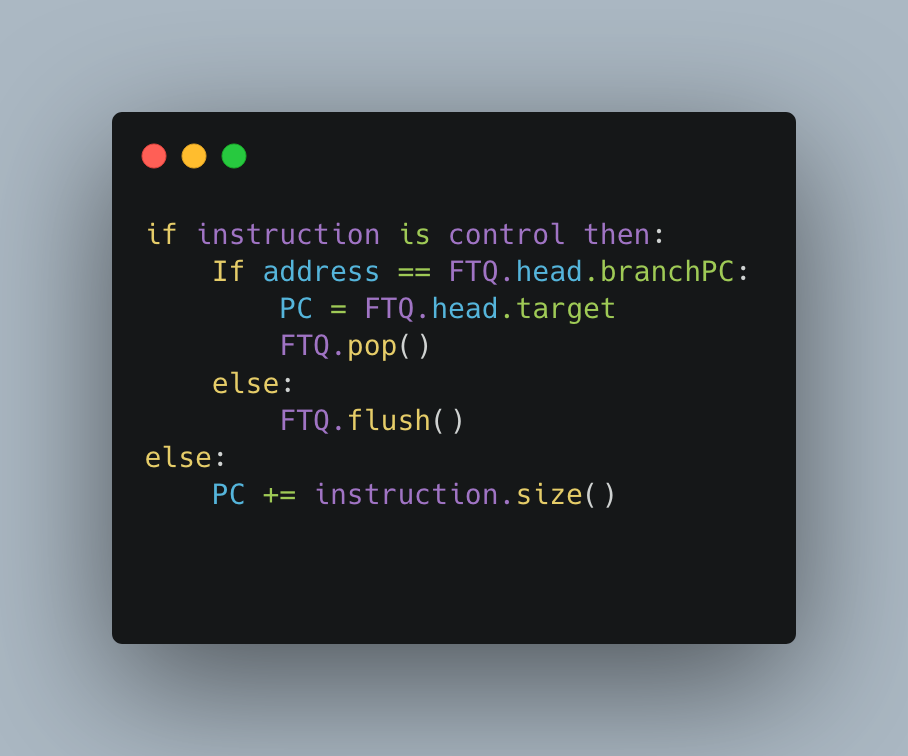 if instruction is control then:
    If address == FTQ.head.branchPC:
        PC = FTQ.head.target
        FTQ.pop()
    else:
        FTQ.flush()
else:
    PC += instruction.size()